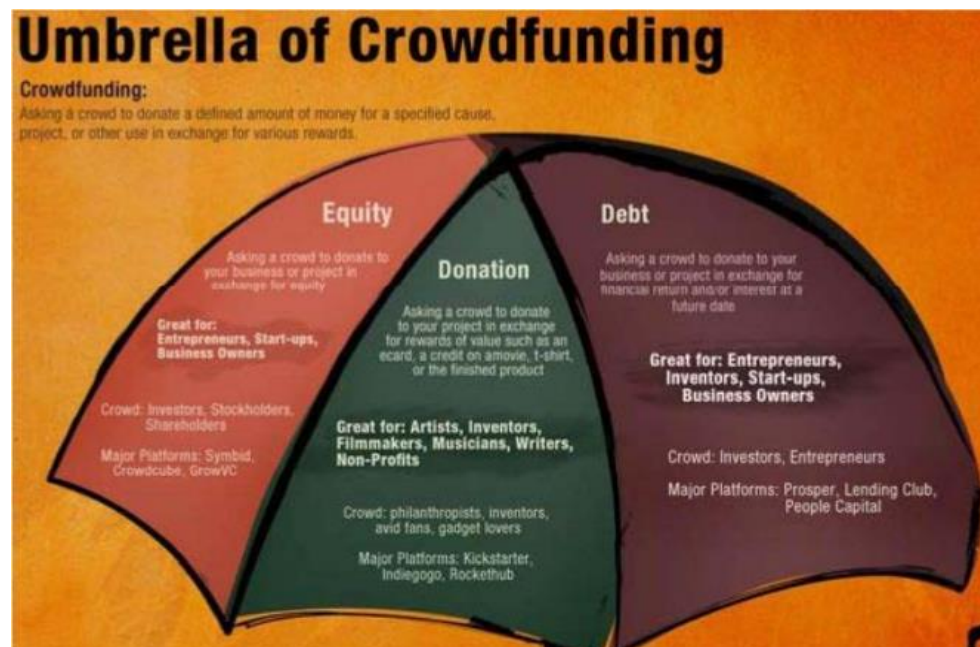 Umbrella of Crowdfunding
Crowdfunding:
Asking a crowd to donate a defined amount of money for a specified cause,
project, or other use in exchange for various rewards.
Equity
Asking a crowd to donate to
your business or project in
exchange for equity
Great for:
Entrepreneurs, Start-ups,
Business Owners
Crowd: Investors, Stockholders,
Shareholders
Major Platforms: Symbid,
Crowdcube, GrowVC
Donation
Asking a crowd to donate
to your project in exchange
for rewards of value such as an
ecard, a credit on amovie, t-shirt,
or the finished product
Great for: Artists, Inventors,
Filmmakers, Musicians, Writers,
Non-Profits
Crowd: philanthropists, inventors,
avid fans, gadget lovers
Major Platforms: Kickstarter,
Indiegogo, Rockethub
Debt
Asking a crowd to donate to your
business or project in exchange for
financial return and/or interest at a
future date
Great for: Entrepreneurs,
Inventors, Start-ups,
Business Owners
Crowd: Investors, Entrepreneurs
Major Platforms: Prosper, Lending Club,
People Capital